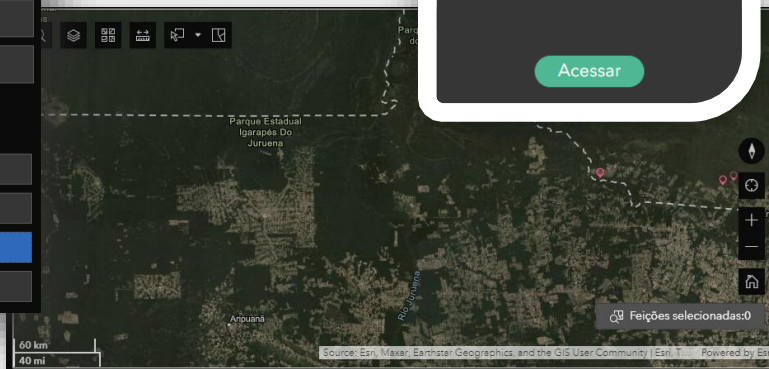 Acessar
Parque Estadual
Igarapés Do
Juruena
Rio Juruena
Aripuanã
Feições selecionadas:0
60 km
40 mi
Source: Esri, Maxar, Earthstar Geographics, and the GIS User Community | Esri, T...
Powered by Esri